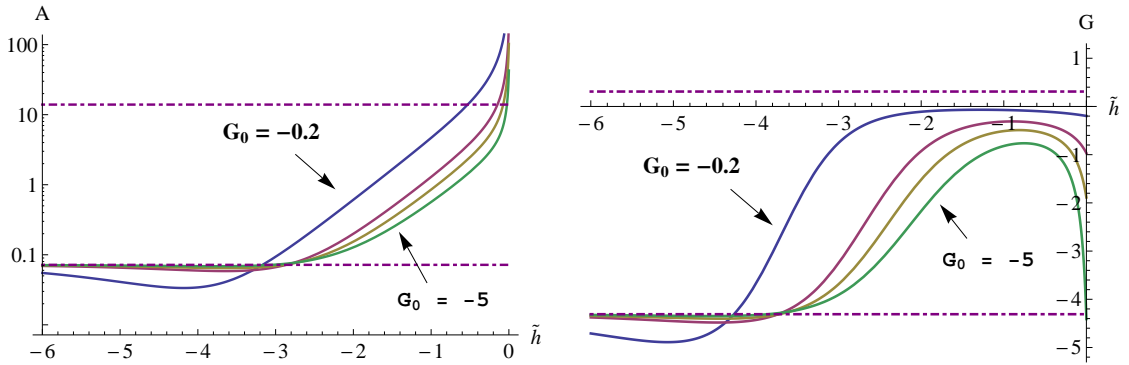 A
100
10
1
0.1
G₀ = −0.2
G₀ = −5
−6 −5 −4 −3 −2 −1 0 h̃
G
1
−6 −5 −4 −3 −2 −1 h̃
−1
G₀ = −0.2
−2
−3
G₀ = −5
−4
−5